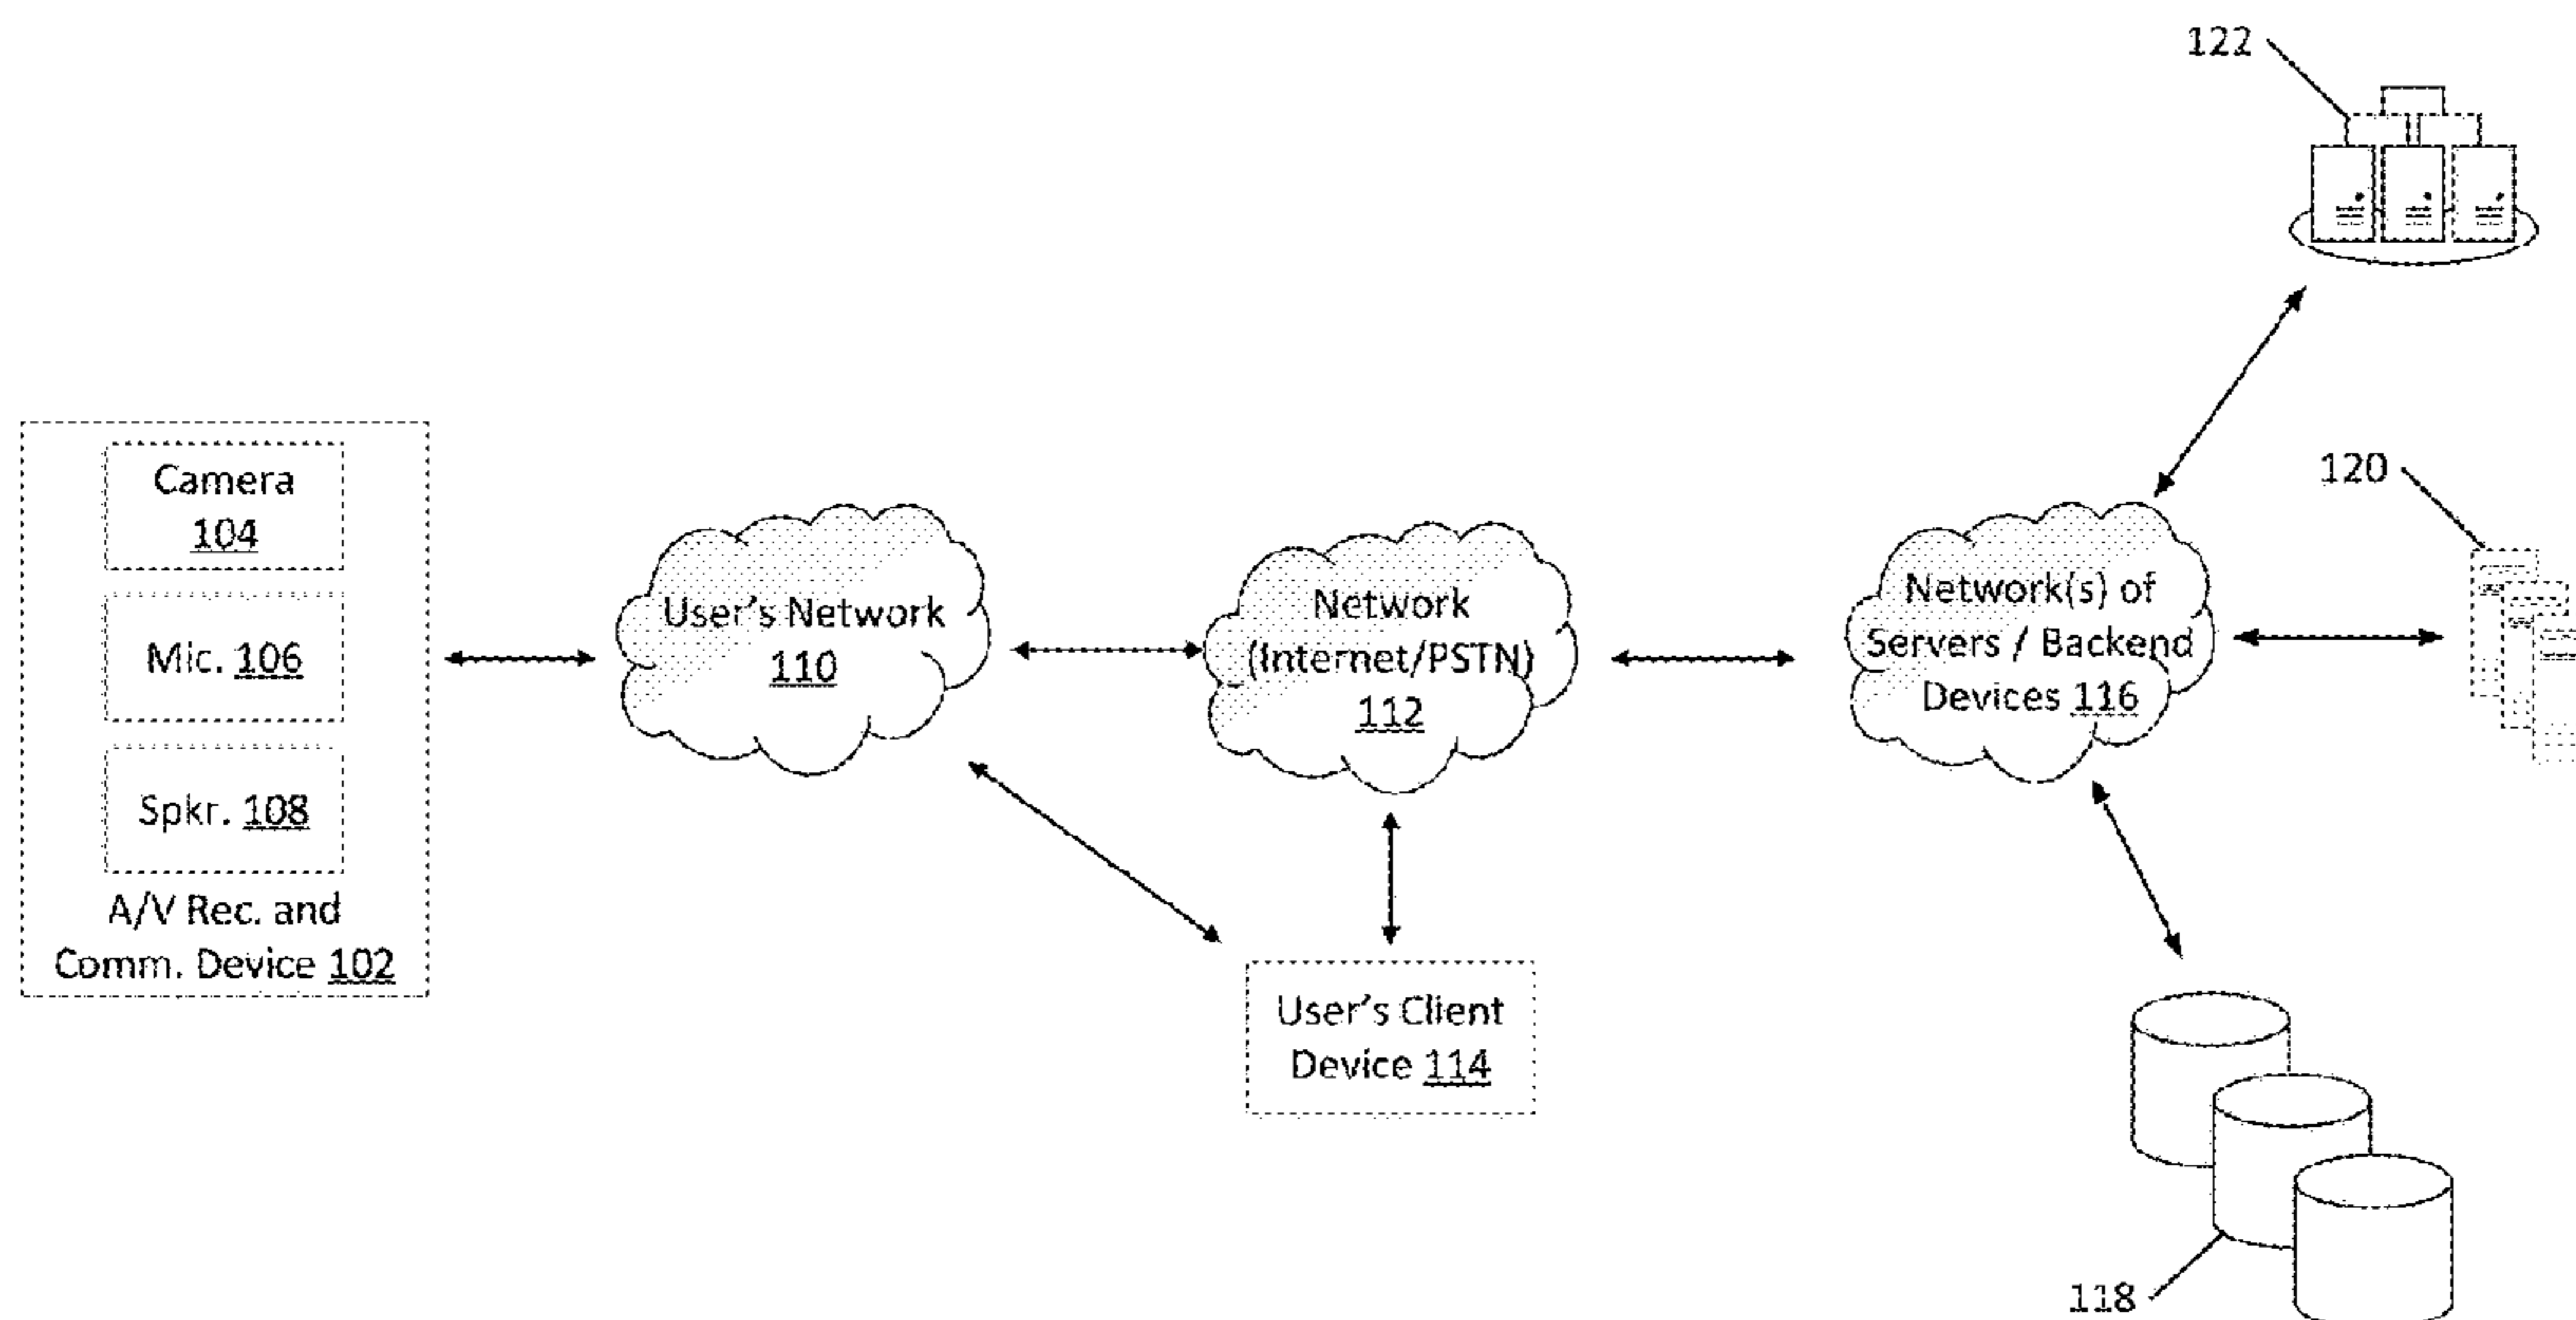 122
120
Camera
104
Mic. 106
Spkr. 108
A/V Rec. and
Comm. Device 102
User's Network
110
Network
(Internet/PSTN)
112
User's Client
Device 114
Network(s) of
Servers / Backend
Devices 116
118